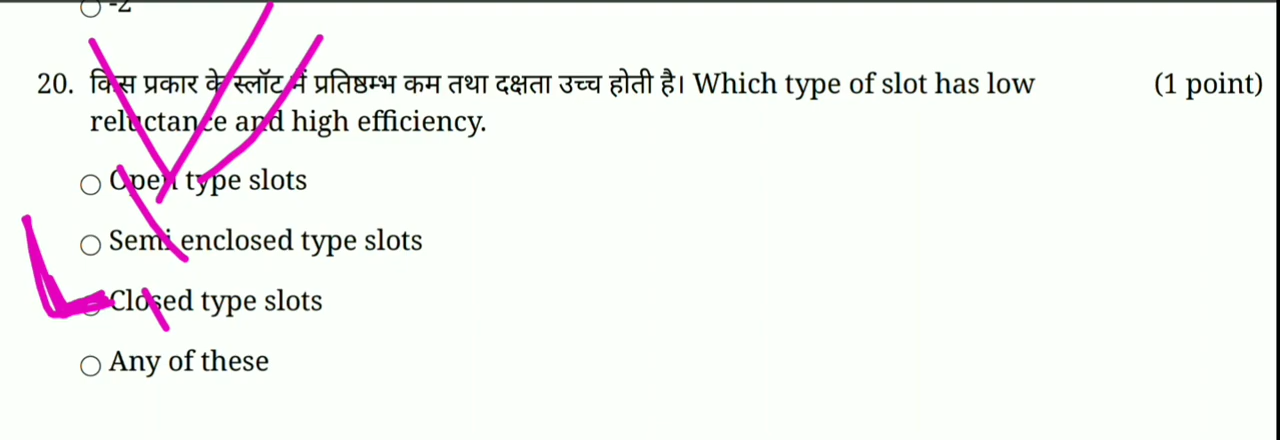 -2
20. किस प्रकार के स्लॉट में प्रतिष्ठम्भ कम तथा दक्षता उच्च होती है। Which type of slot has low (1 point)
reluctance and high efficiency.
Open type slots
Semi enclosed type slots
Closed type slots
Any of these